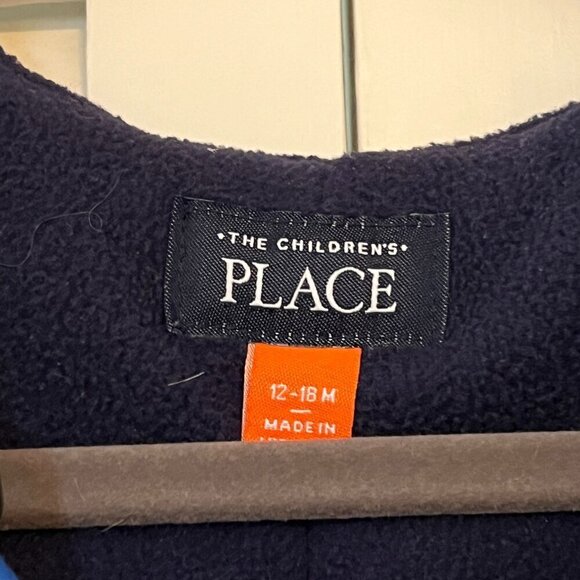 •THE CHILDREN'S•
PLACE
12-18 M
MADE IN